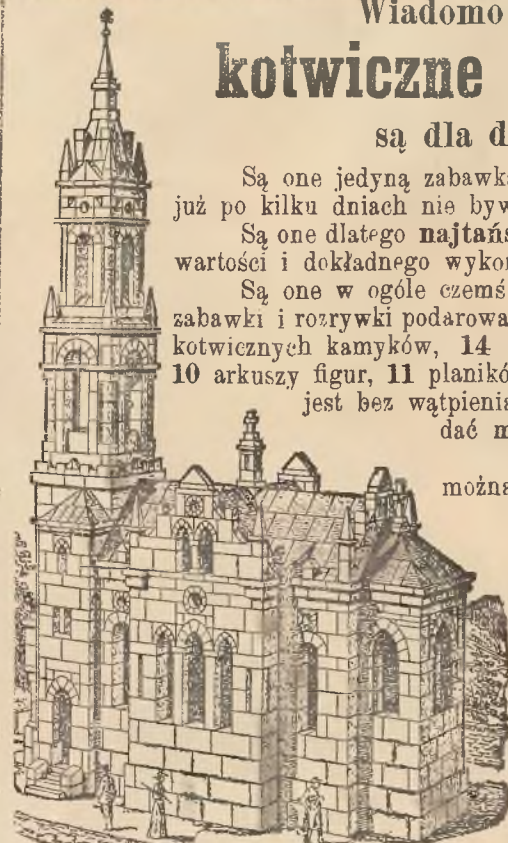 Wiadomo
kotwiczne
są dla d
Są one jedyną zabawk
już po kilku dniach nie byw
Są one dlatego najtańs
wartości i dokładnego wykon
Są one w ogóle czemś
zabawki i rozrywki podarowa
kotwicznych kamyków, 14
10 arkuszy figur, 11 planikó
jest bez wątpienia
dać m
można